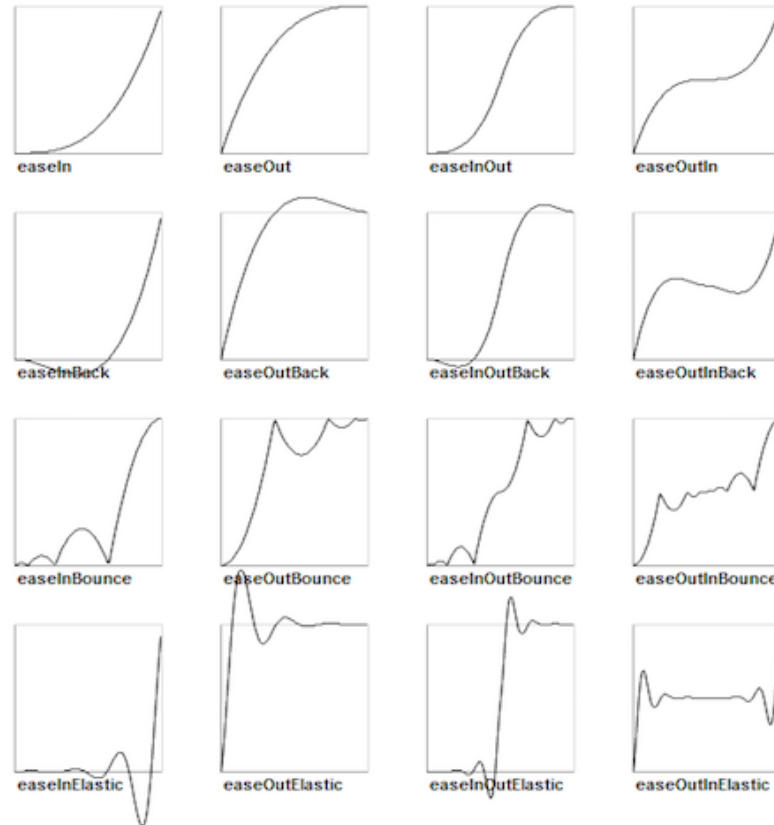 easeIn easeOut easeInOut easeOutIn
easeInBack easeOutBack easeInOutBack easeOutInBack
easeInBounce easeOutBounce easeInOutBounce easeOutInBounce
easeInElastic easeOutElastic easeInOutElastic easeOutInElastic